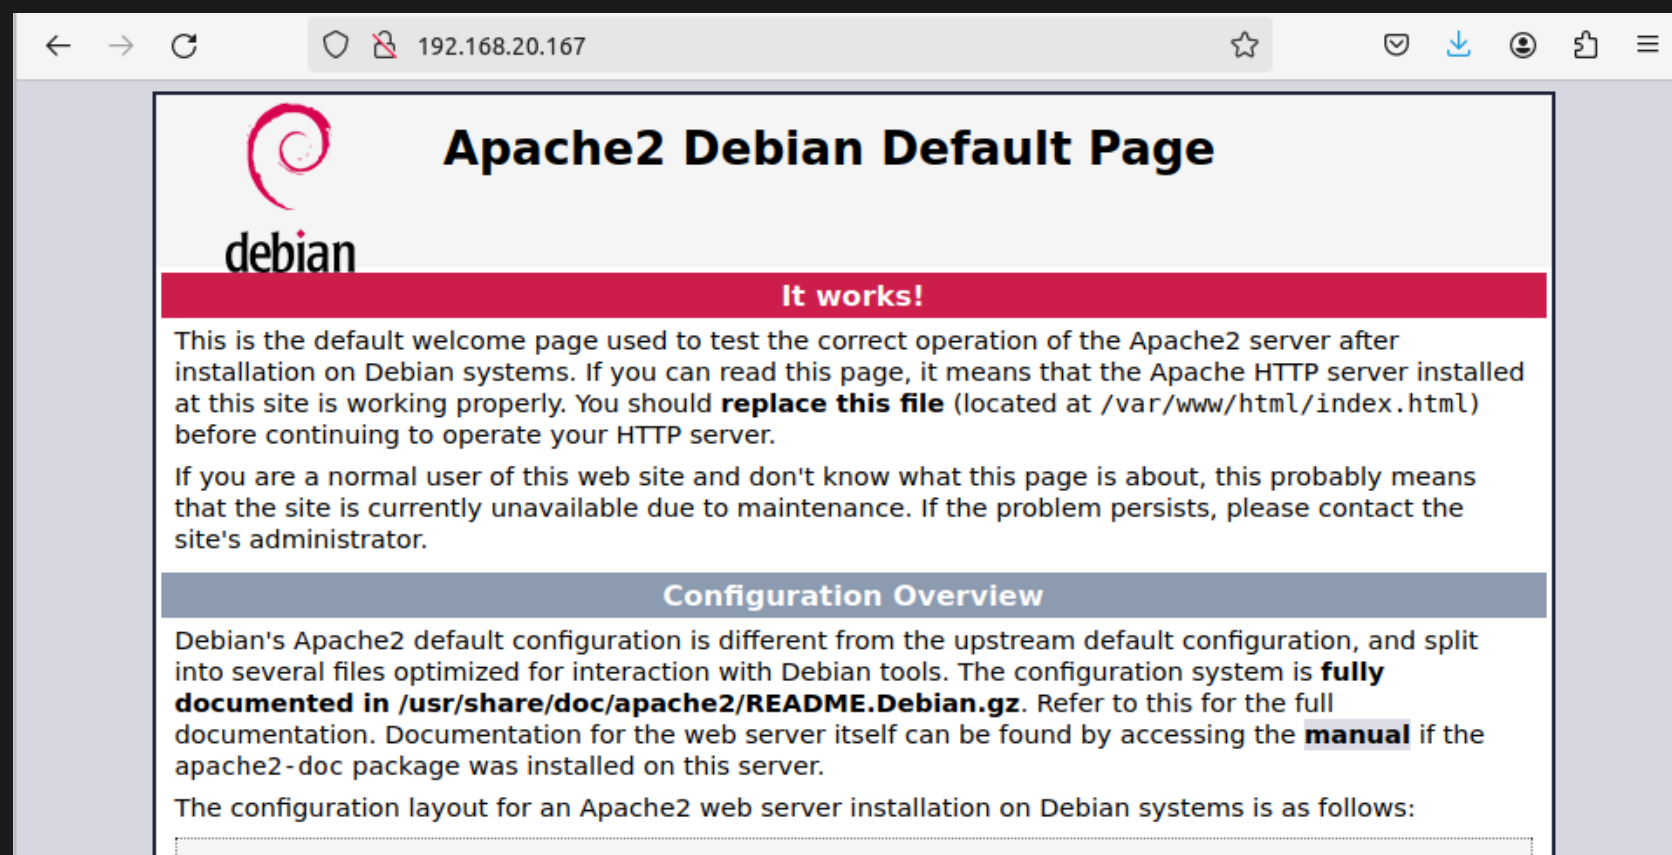 192.168.20.167
debian
Apache2 Debian Default Page
It works!
This is the default welcome page used to test the correct operation of the Apache2 server after
installation on Debian systems. If you can read this page, it means that the Apache HTTP server installed
at this site is working properly. You should replace this file (located at /var/www/html/index.html)
before continuing to operate your HTTP server.
If you are a normal user of this web site and don't know what this page is about, this probably means
that the site is currently unavailable due to maintenance. If the problem persists, please contact the
site's administrator.
Configuration Overview
Debian's Apache2 default configuration is different from the upstream default configuration, and split
into several files optimized for interaction with Debian tools. The configuration system is fully
documented in /usr/share/doc/apache2/README.Debian.gz. Refer to this for the full
documentation. Documentation for the web server itself can be found by accessing the manual if the
apache2-doc package was installed on this server.
The configuration layout for an Apache2 web server installation on Debian systems is as follows: